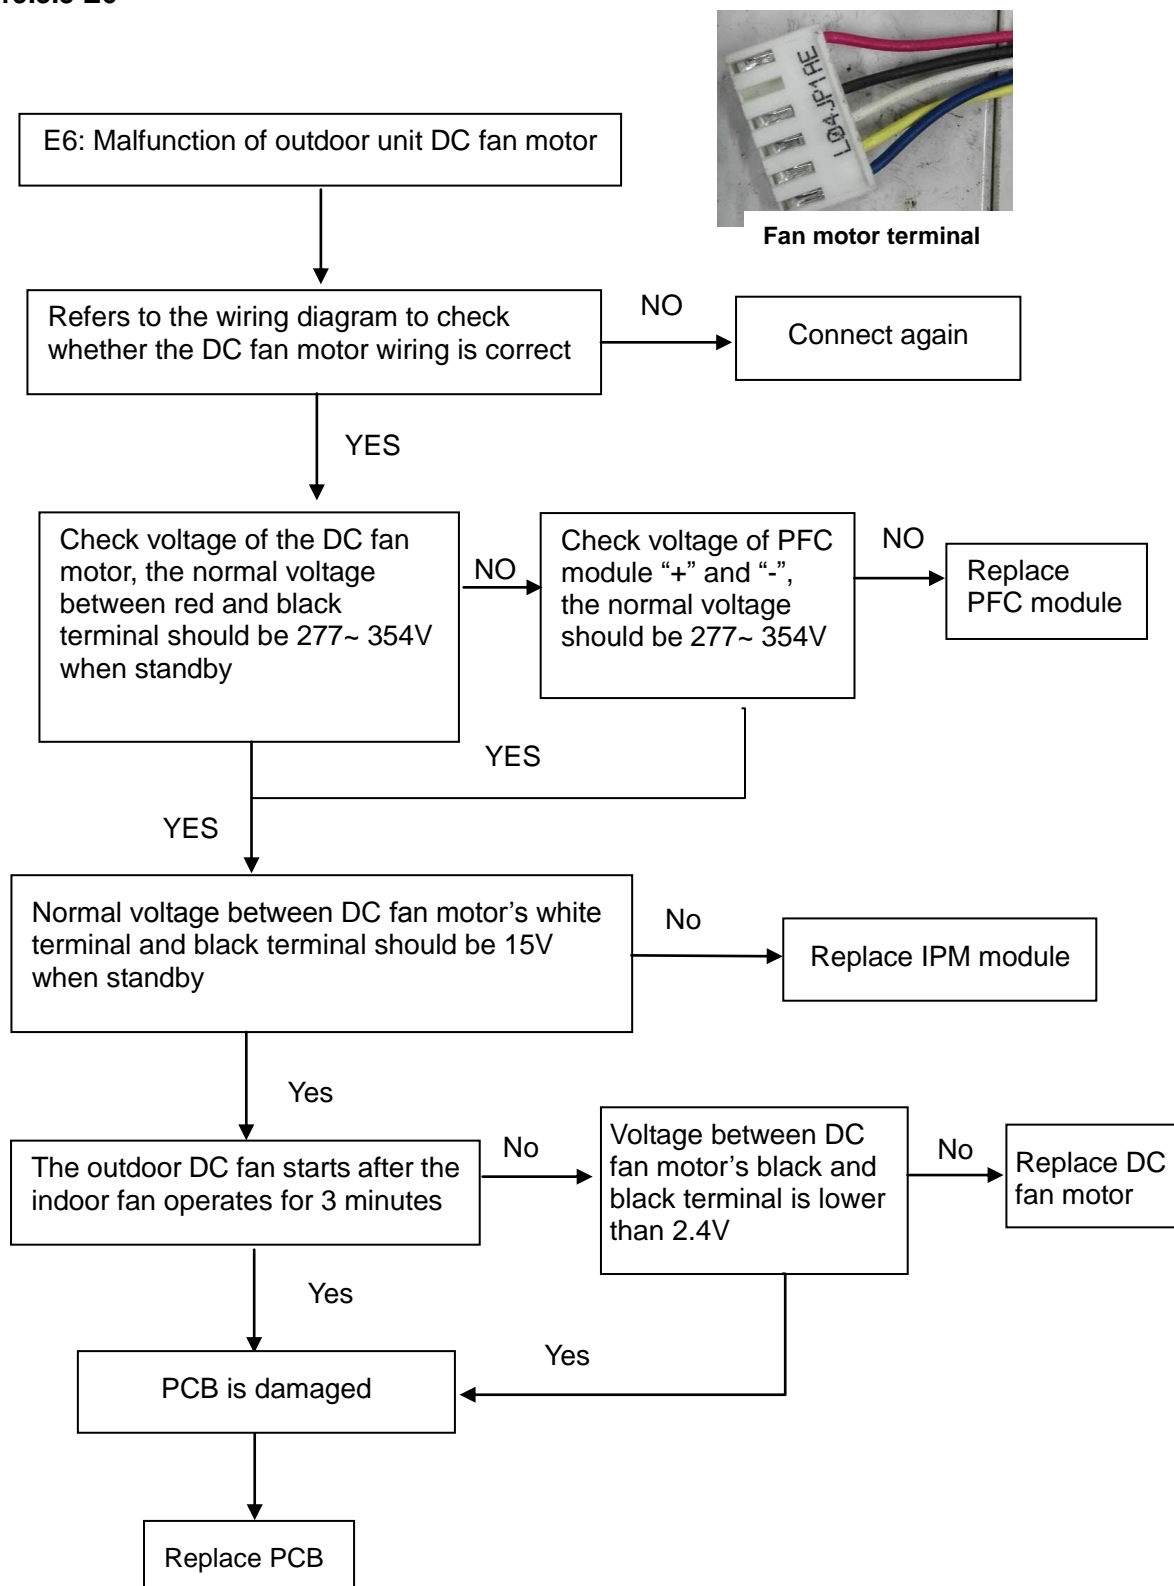 E6: Malfunction of outdoor unit DC fan motor
L04JP1AE
Fan motor terminal
Refers to the wiring diagram to check
whether the DC fan motor wiring is correct
NO
Connect again
YES
Check voltage of the DC fan
motor, the normal voltage
between red and black
terminal should be 277~ 354V
when standby
NO
Check voltage of PFC
module “+” and “-”,
the normal voltage
should be 277~ 354V
NO
Replace
PFC module
YES
YES
Normal voltage between DC fan motor’s white
terminal and black terminal should be 15V
when standby
No
Replace IPM module
Yes
The outdoor DC fan starts after the
indoor fan operates for 3 minutes
No
Voltage between DC
fan motor’s black and
black terminal is lower
than 2.4V
No
Replace DC
fan motor
Yes
Yes
PCB is damaged
Replace PCB